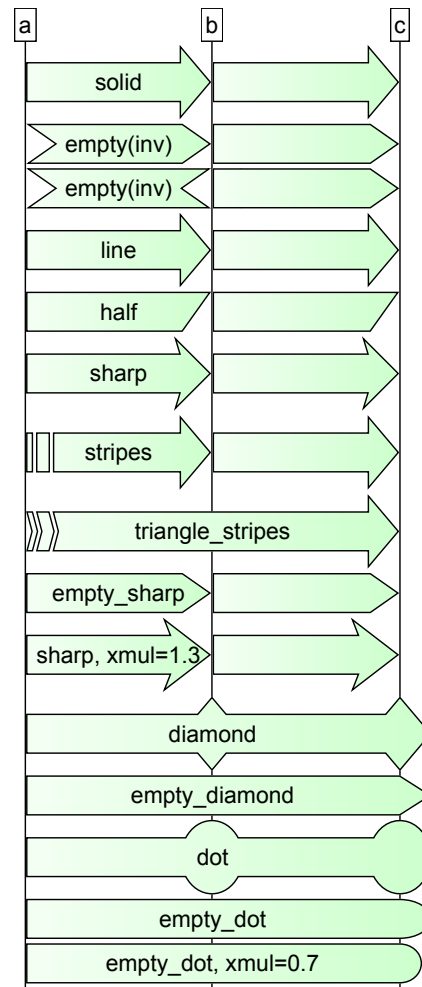 a b c
solid
empty(inv)
empty(inv)
line
half
sharp
stripes
triangle_stripes
empty_sharp
sharp, xmul=1.3
diamond
empty_diamond
dot
empty_dot
empty_dot, xmul=0.7